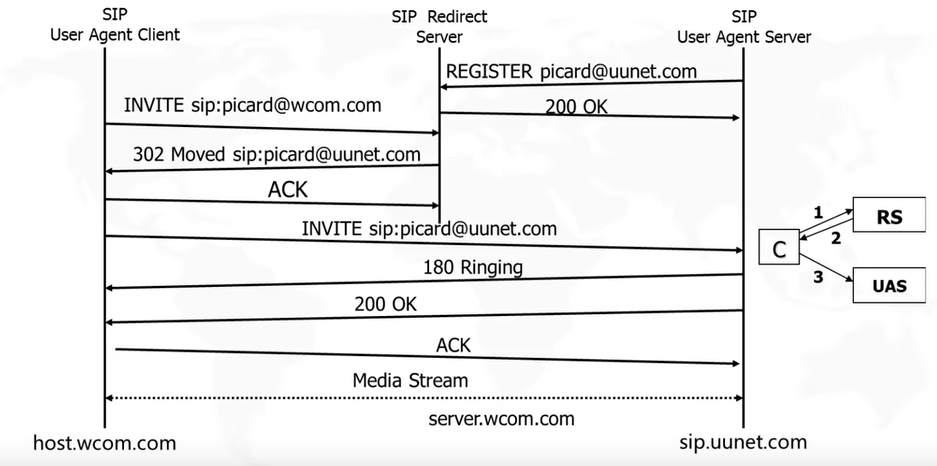 SIP
User Agent Client
SIP Redirect
Server
SIP
User Agent Server
REGISTER picard@uunet.com
INVITE sip:picard@wcom.com
200 OK
302 Moved sip:picard@uunet.com
ACK
INVITE sip:picard@uunet.com
180 Ringing
200 OK
ACK
Media Stream
server.wcom.com
host.wcom.com
sip.uunet.com
1
RS
2
C
3
UAS